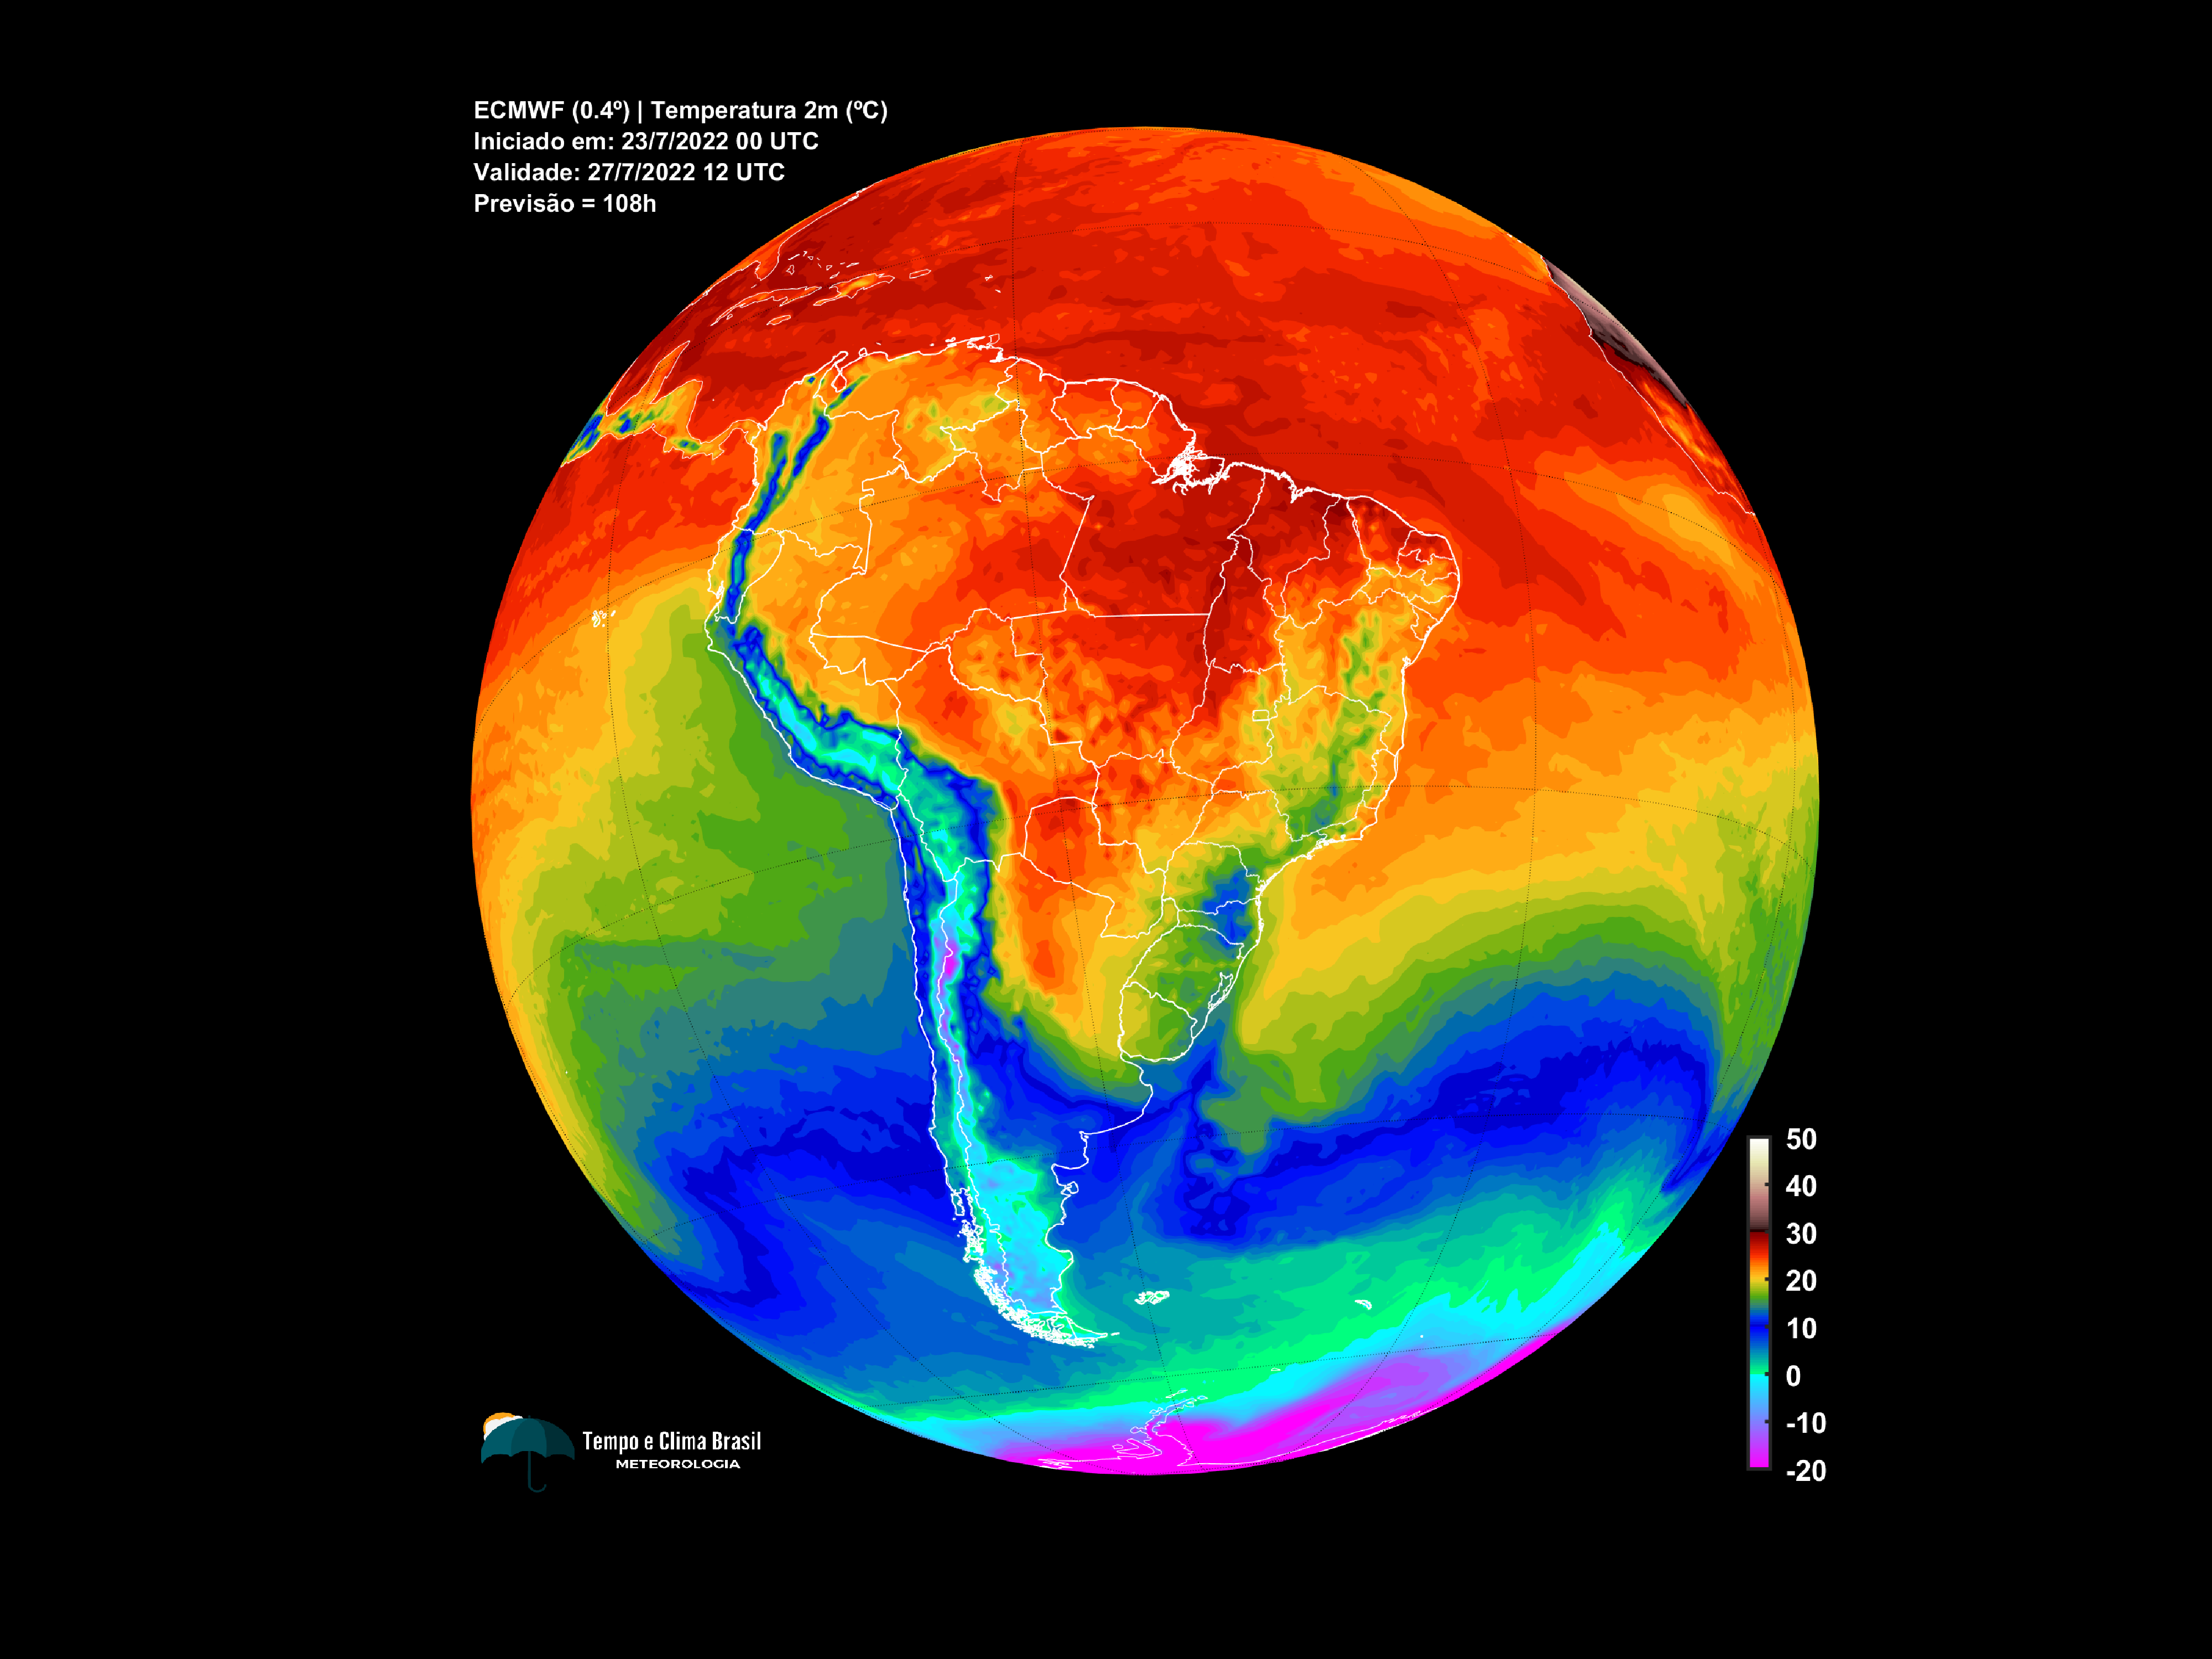 ECMWF (0.4º) | Temperatura 2m (ºC)
Iniciado em: 23/7/2022 00 UTC
Validade: 27/7/2022 12 UTC
Previsão = 108h
50
40
30
20
10
0
-10
-20
Tempo e Clima Brasil
METEOROLOGIA